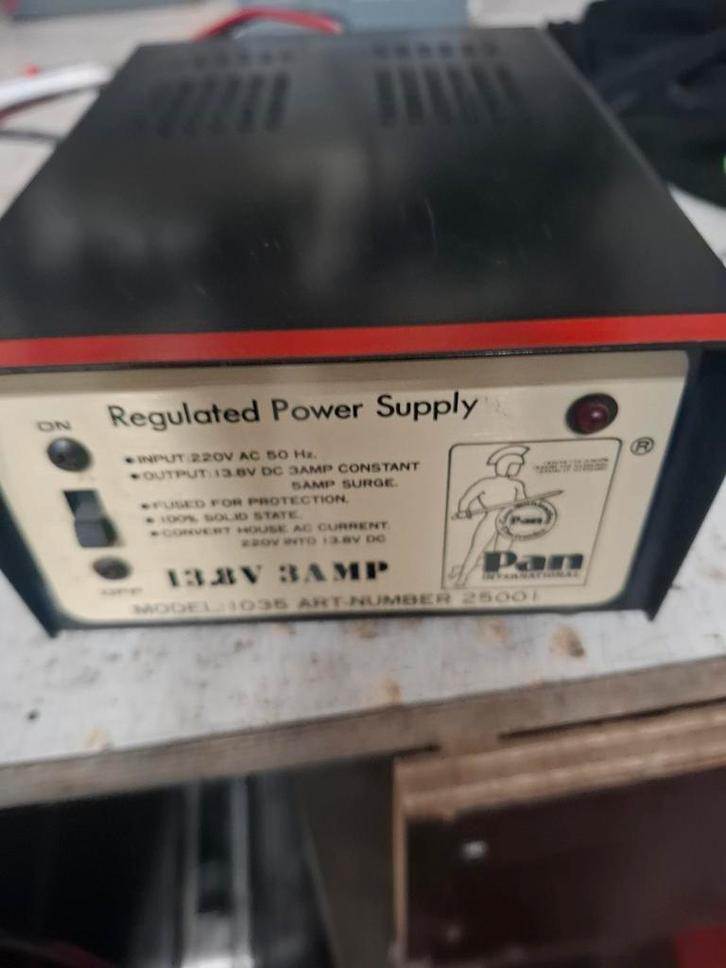 ON
Regulated Power Supply
•INPUT:220V AC 50 Hz.
•OUTPUT:13.8V DC 3AMP CONSTANT
5AMP SURGE.
•FUSED FOR PROTECTION.
•100% SOLID STATE.
•CONVERT HOUSE AC CURRENT.
220V INTO 13.8V DC
OFF
13.8V 3AMP
MODEL:1035 ART-NUMBER 25001
®
Pan
Pan
INTERNATIONAL